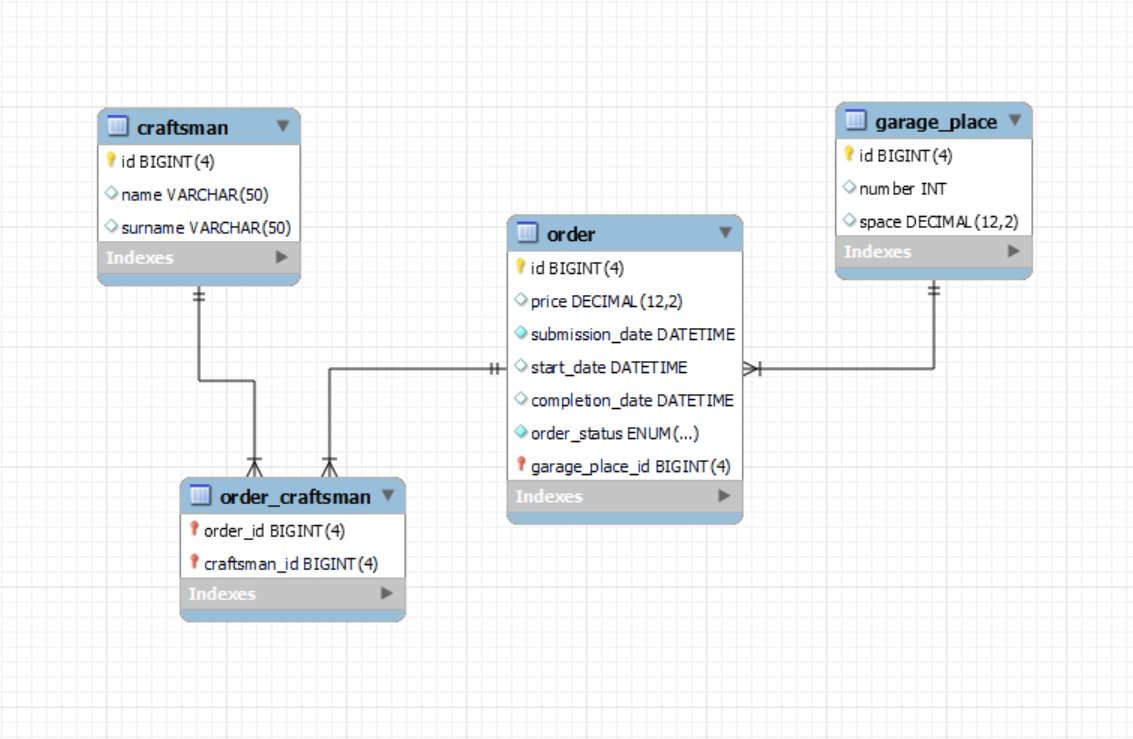 craftsman
id BIGINT(4)
name VARCHAR(50)
surname VARCHAR(50)
Indexes
garage_place
id BIGINT(4)
number INT
space DECIMAL(12,2)
Indexes
order
id BIGINT(4)
price DECIMAL(12,2)
submission_date DATETIME
start_date DATETIME
completion_date DATETIME
order_status ENUM(...)
garage_place_id BIGINT(4)
Indexes
order_craftsman
order_id BIGINT(4)
craftsman_id BIGINT(4)
Indexes